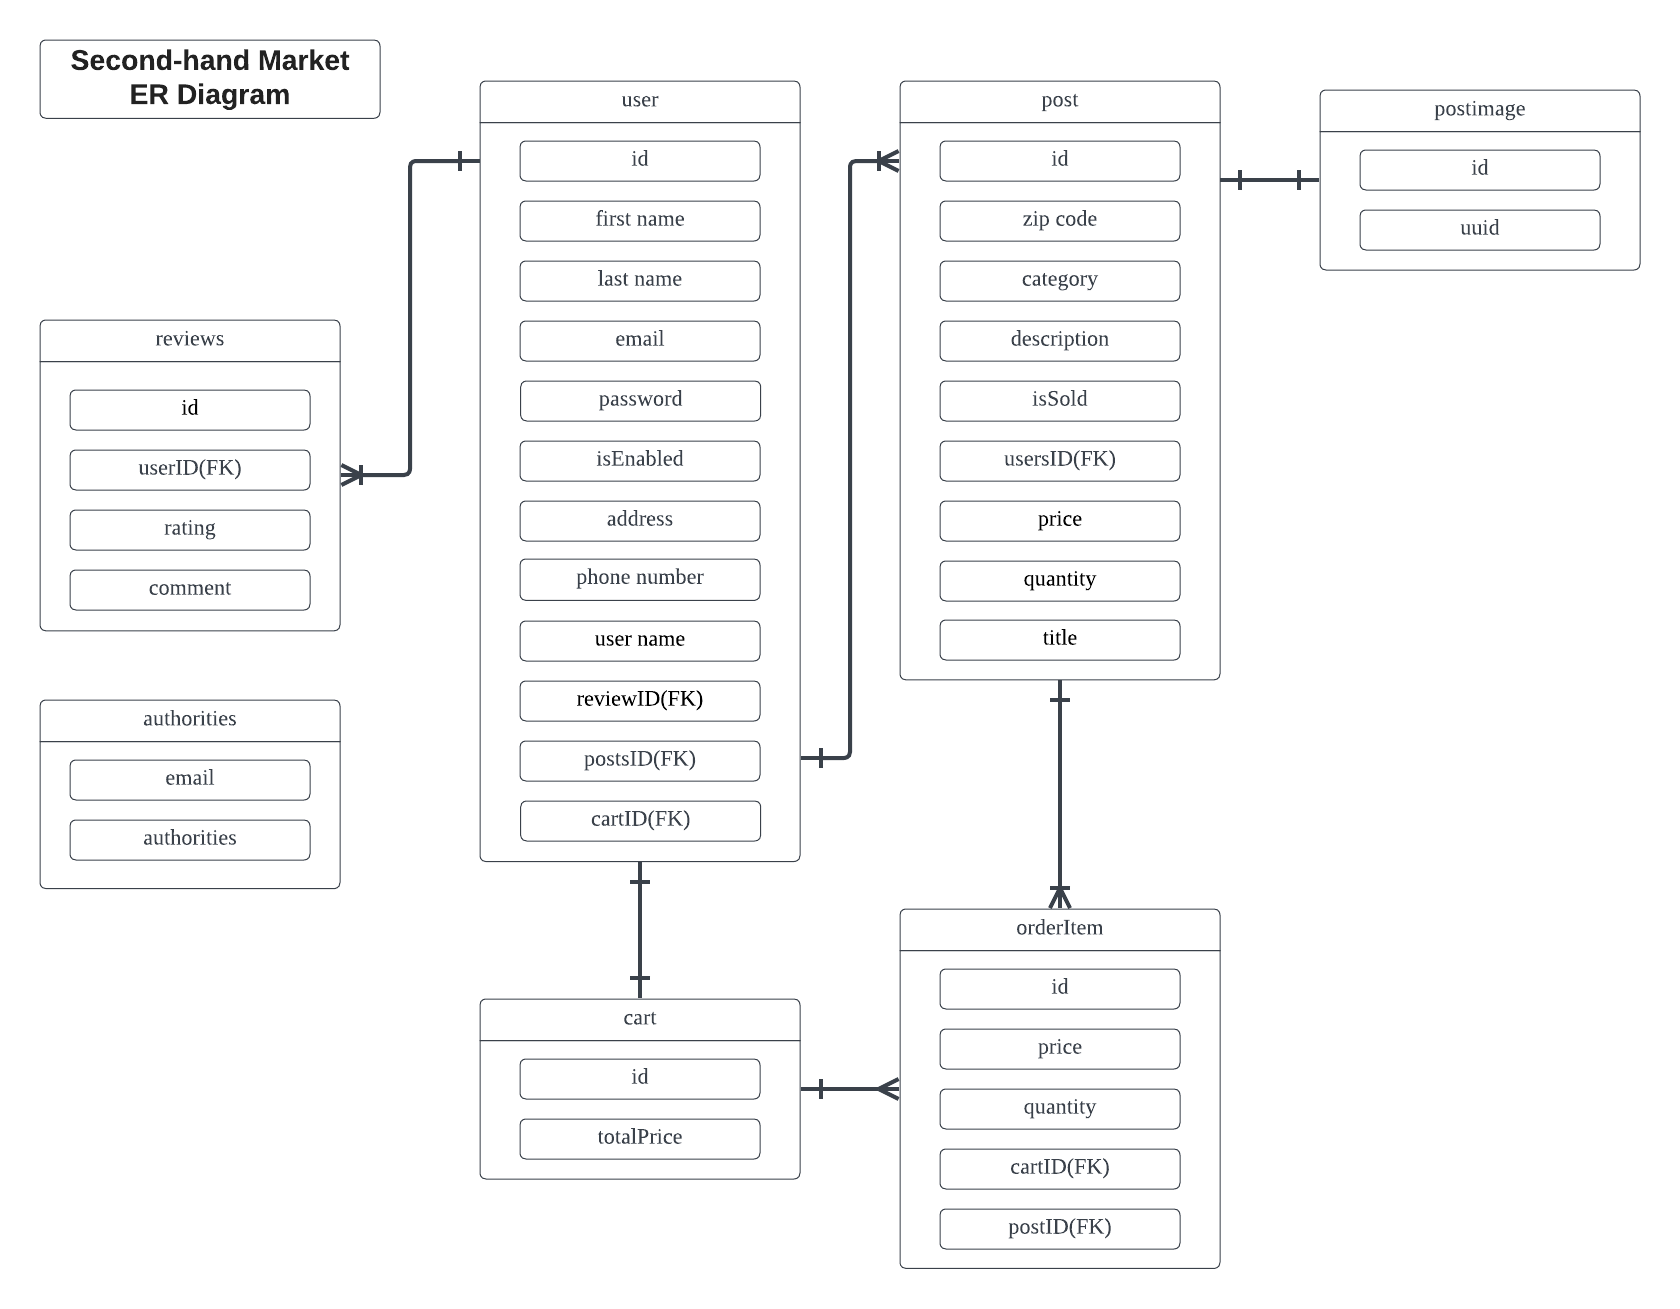 Second-hand Market
ER Diagram
user
id
first name
last name
email
password
isEnabled
address
phone number
user name
reviewID(FK)
postsID(FK)
cartID(FK)
post
id
zip code
category
description
isSold
usersID(FK)
price
quantity
title
postimage
id
uuid
reviews
id
userID(FK)
rating
comment
authorities
email
authorities
cart
id
totalPrice
orderItem
id
price
quantity
cartID(FK)
postID(FK)